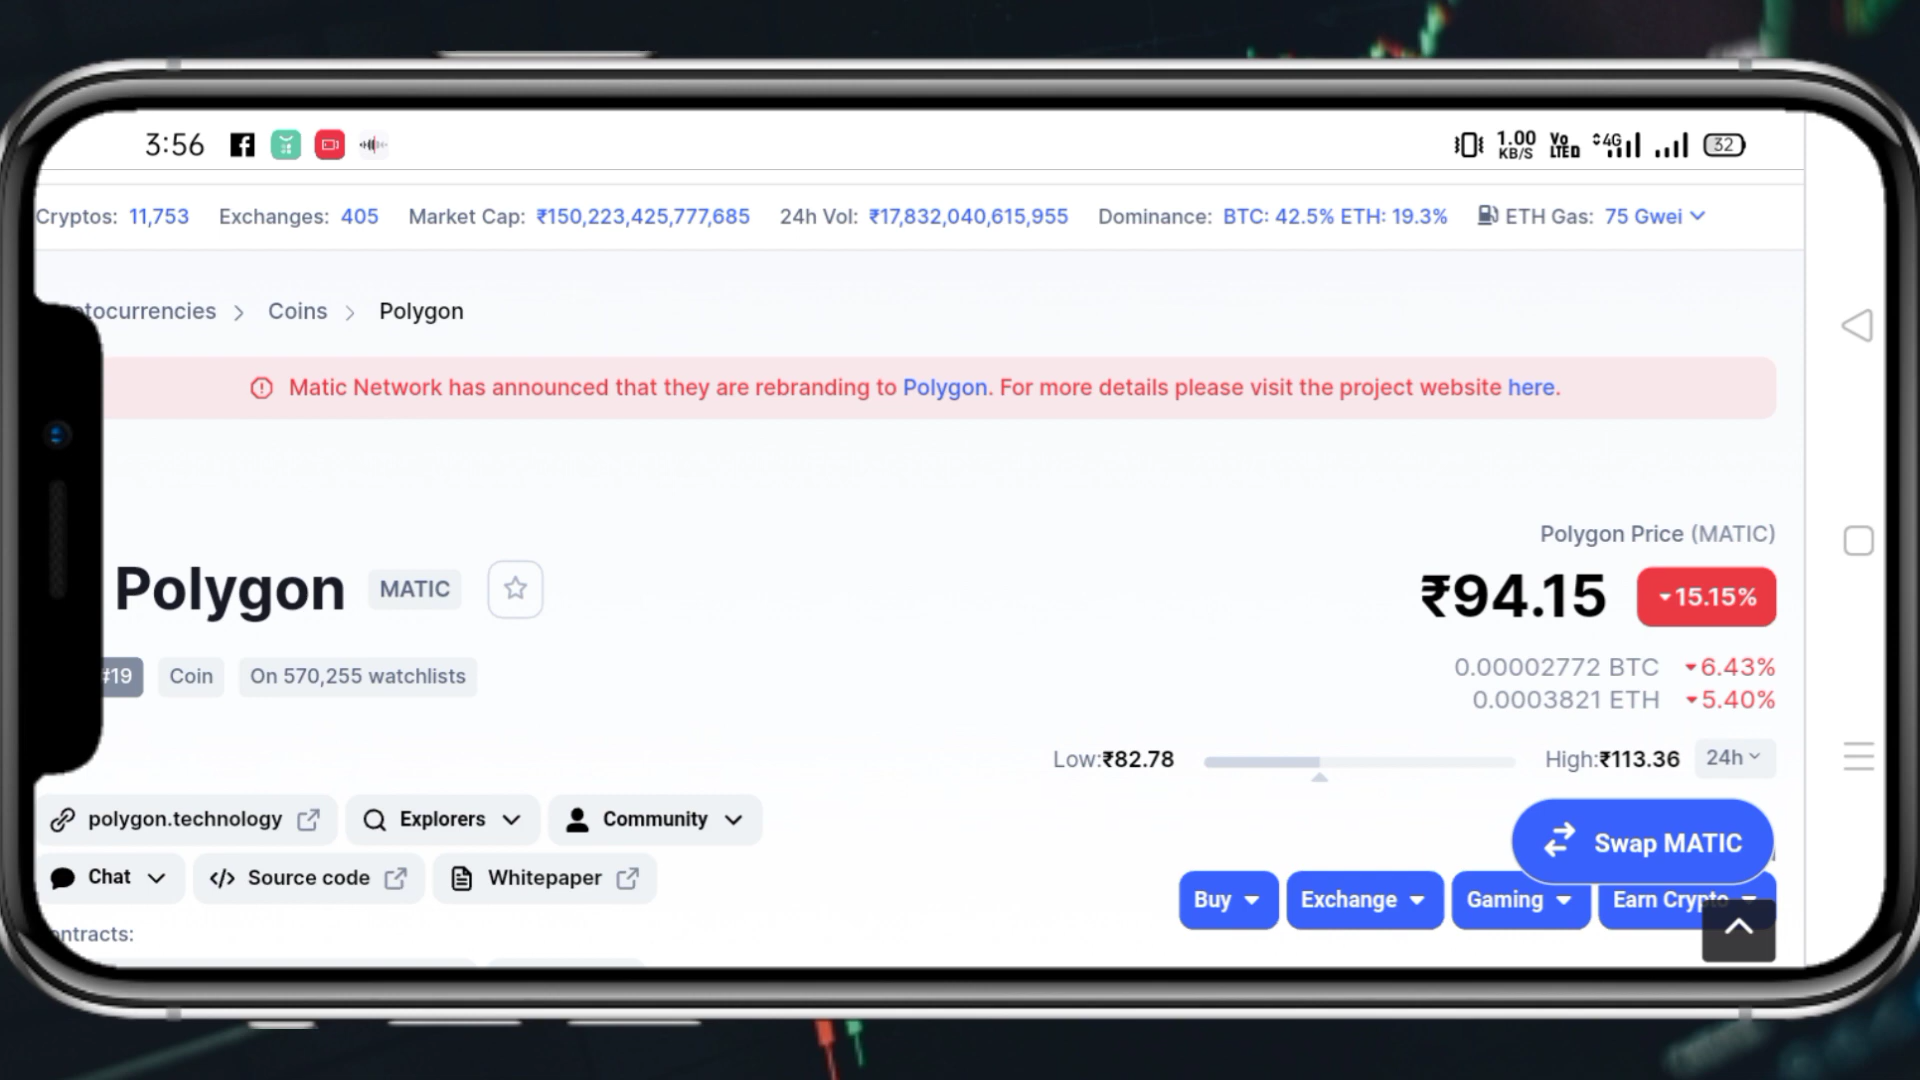 3:56
1.00 KB/S Vo LTE 4G 32
Cryptos: 11,753 Exchanges: 405 Market Cap: ₹150,223,425,777,685 24h Vol: ₹17,832,040,615,955 Dominance: BTC: 42.5% ETH: 19.3% ETH Gas: 75 Gwei
tocurrencies > Coins > Polygon
Matic Network has announced that they are rebranding to Polygon. For more details please visit the project website here.
Polygon Price (MATIC)
Polygon MATIC
₹94.15 15.15%
#19 Coin On 570,255 watchlists
0.00002772 BTC 6.43%
0.0003821 ETH 5.40%
Low:₹82.78 High:₹113.36 24h
polygon.technology Explorers Community
Swap MATIC
Chat Source code Whitepaper
Buy Exchange Gaming Earn Crypto
ontracts: